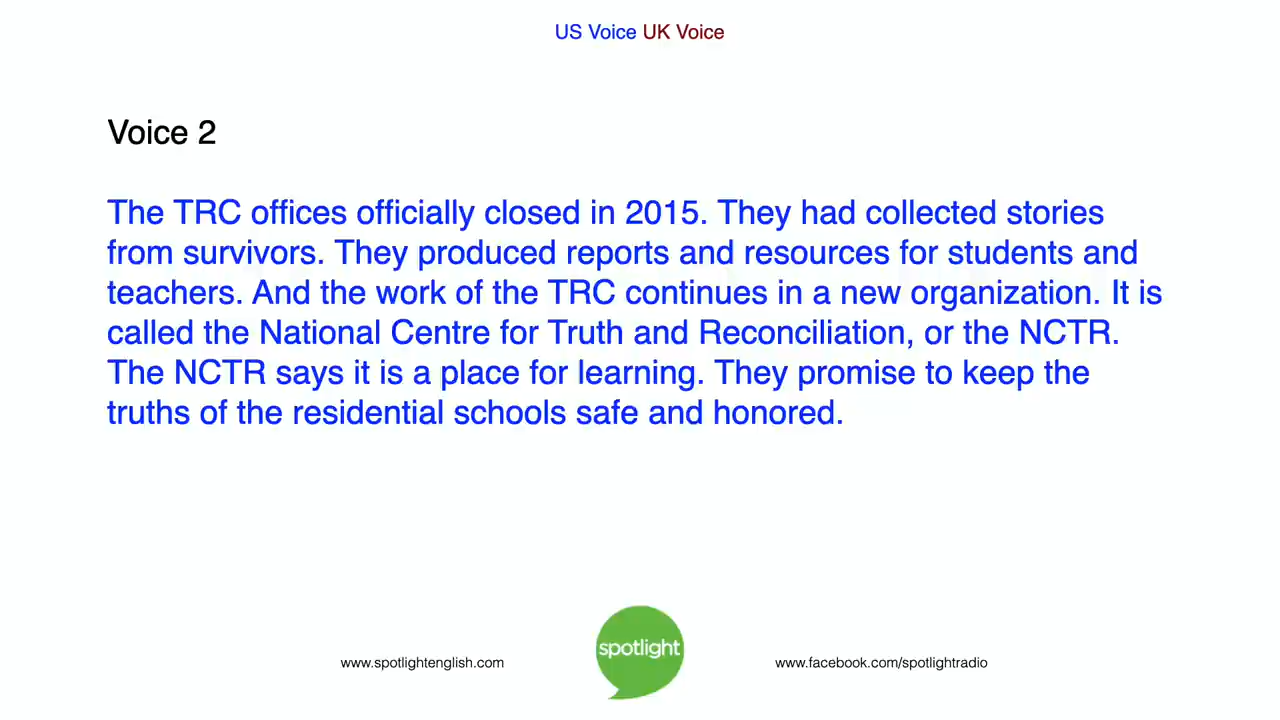 US Voice UK Voice
Voice 2
The TRC offices officially closed in 2015. They had collected stories
from survivors. They produced reports and resources for students and
teachers. And the work of the TRC continues in a new organization. It is
called the National Centre for Truth and Reconciliation, or the NCTR.
The NCTR says it is a place for learning. They promise to keep the
truths of the residential schools safe and honored.
www.spotlightenglish.com
spotlight
www.facebook.com/spotlightradio